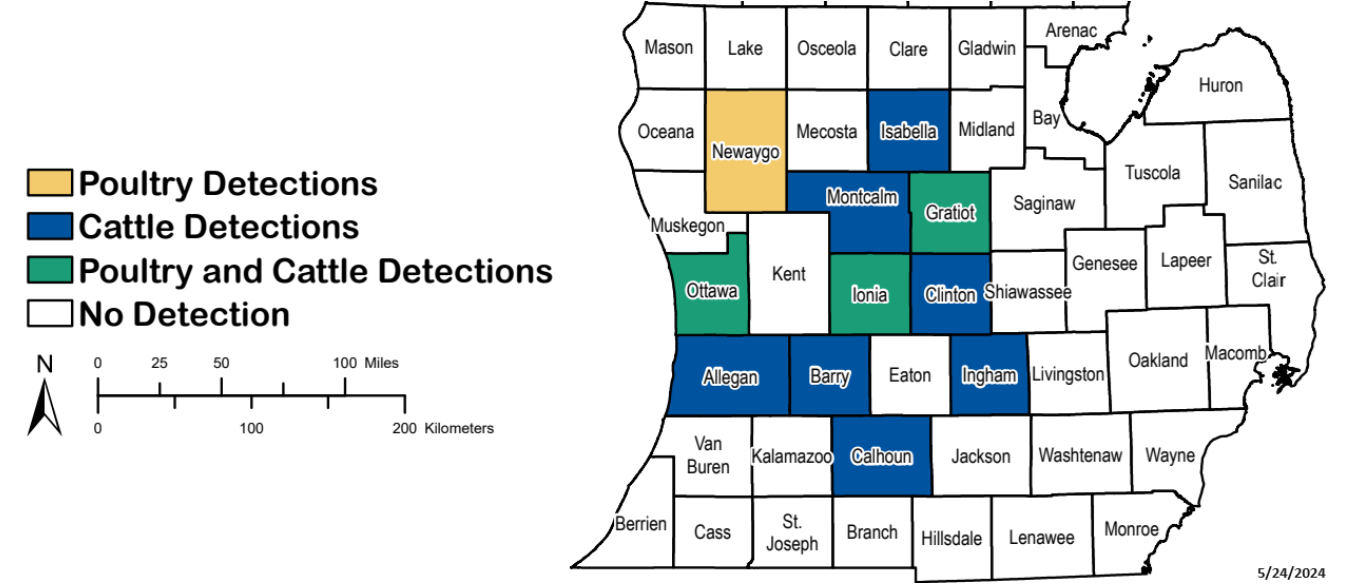 Poultry Detections
Cattle Detections
Poultry and Cattle Detections
No Detection
N
0 25 50 100 Miles
0 100 200 Kilometers
Mason Lake Osceola Clare Gladwin Arenac
Huron
Oceana Newaygo Mecosta Isabella Midland Bay
Tuscola Sanilac
Muskegon Montcalm Gratiot Saginaw
Ottawa Kent Ionia Clinton Shiawassee Genesee Lapeer St.
Clair
Allegan Barry Eaton Ingham Livingston Oakland Macomb
Van
Buren
Kalamazoo Calhoun Jackson Washtenaw Wayne
Berrien Cass St.
Joseph
Branch Hillsdale Lenawee Monroe
5/24/2024